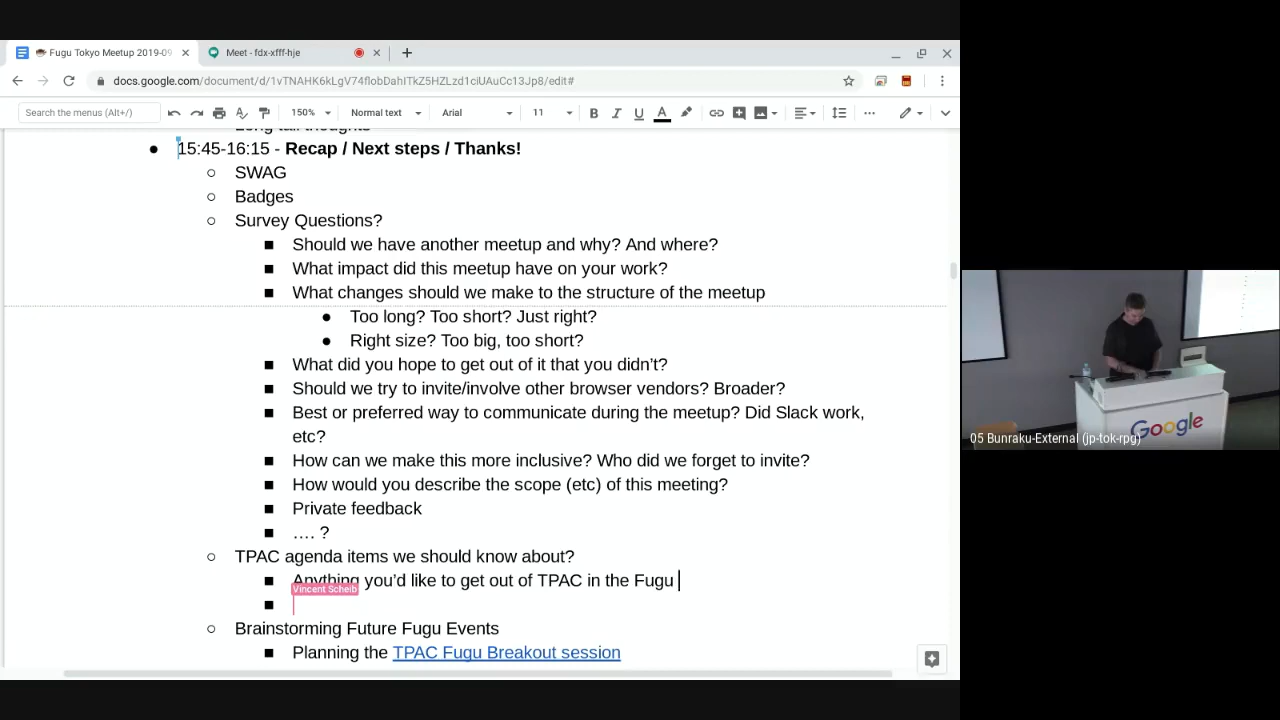 Fugu Tokyo Meetup 2019-09
Meet - fdx-xfff-hje
docs.google.com/document/d/1vTNAHK6kLgV74flobDahITkZ5HZLzd1ciUAuCc13Jp8/edit#
Search the menus (Alt+/)
150%
Normal text
Arial
11
B I U A
Long tail thoughts
● 15:45-16:15 - Recap / Next steps / Thanks!
○ SWAG
○ Badges
○ Survey Questions?
■ Should we have another meetup and why? And where?
■ What impact did this meetup have on your work?
■ What changes should we make to the structure of the meetup
● Too long? Too short? Just right?
● Right size? Too big, too short?
■ What did you hope to get out of it that you didn't?
■ Should we try to invite/involve other browser vendors? Broader?
■ Best or preferred way to communicate during the meetup? Did Slack work,
etc?
■ How can we make this more inclusive? Who did we forget to invite?
■ How would you describe the scope (etc) of this meeting?
■ Private feedback
■ …. ?
○ TPAC agenda items we should know about?
■ Anything you'd like to get out of TPAC in the Fugu
Vincent Scheib
■
○ Brainstorming Future Fugu Events
■ Planning the TPAC Fugu Breakout session
Google
05 Bunraku-External (jp-tok-rpg)